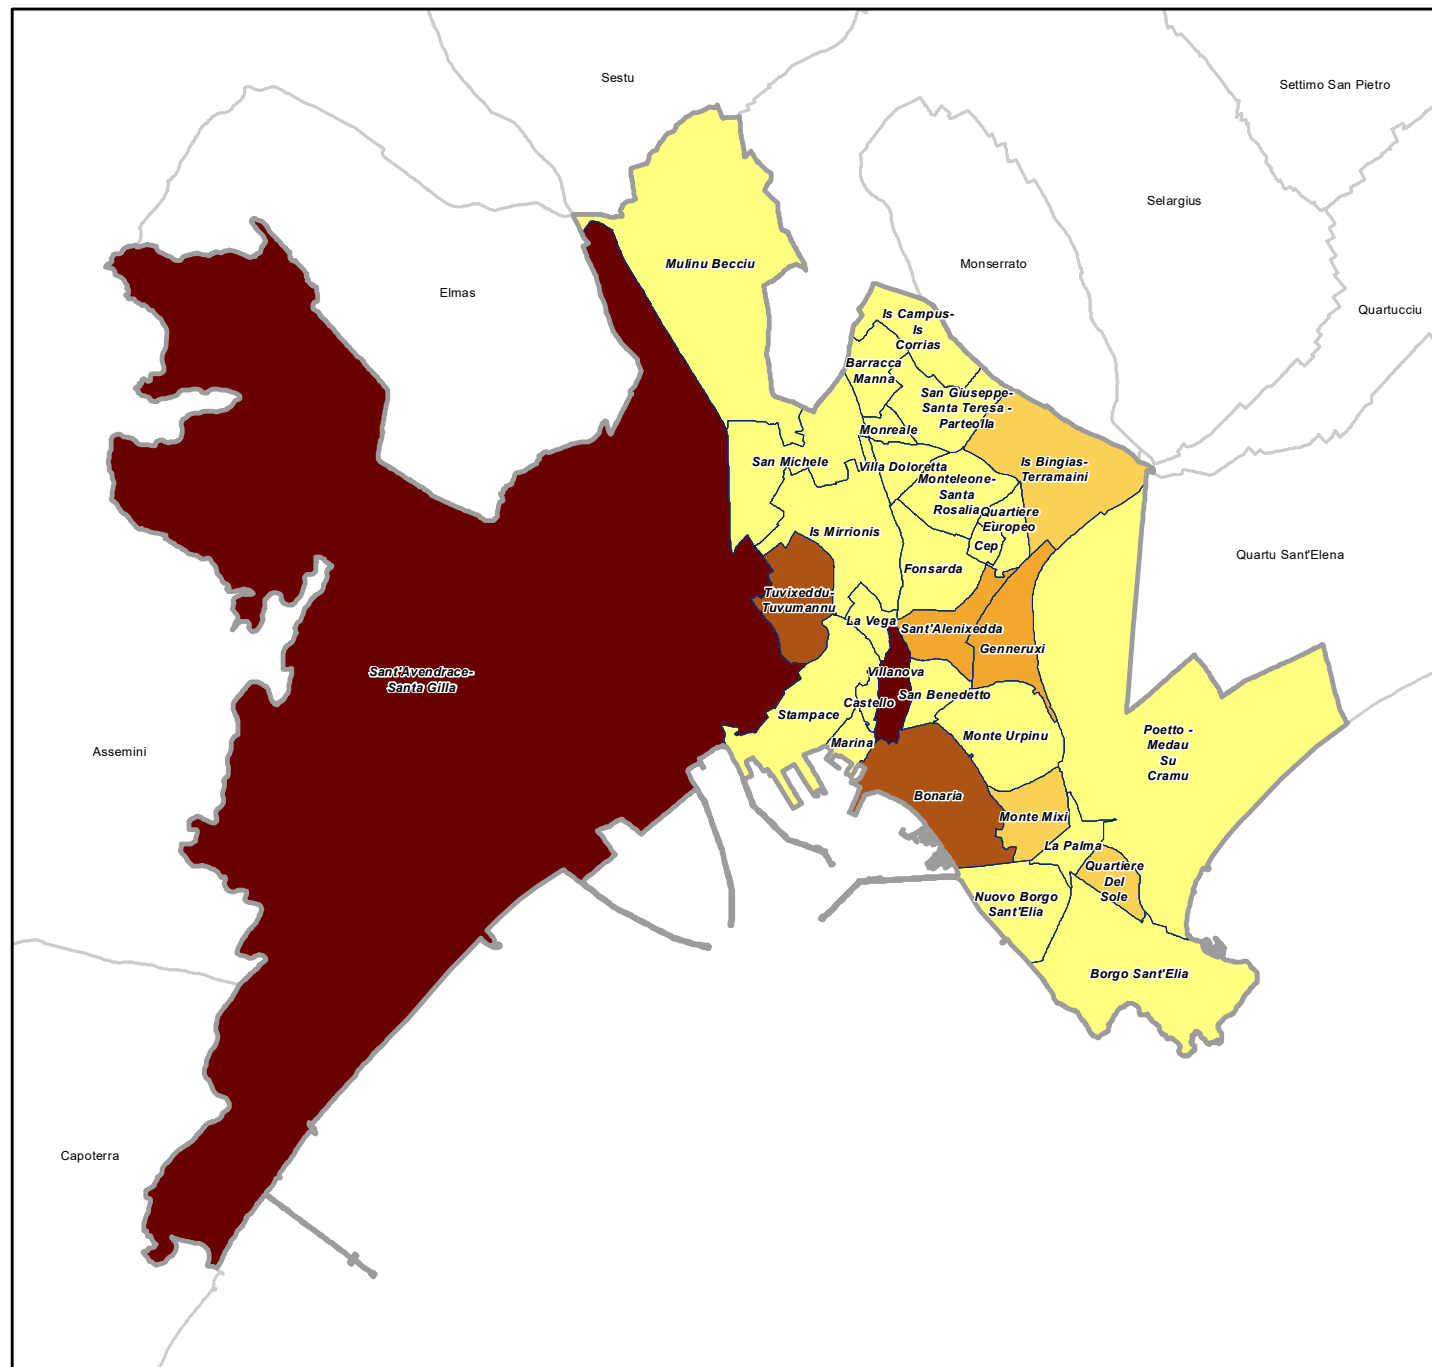 Sestu
Settimo San Pietro
Selargius
Mulinu Becciu
Monserrato
Elmas
Quartucciu
Is Campus-
Is
Corrias
Barracca
Manna
San Giuseppe-
Santa Teresa -
Parteolla
Monreale
San Michele
Villa Doloretta
Is Bingias-
Terramaini
Monteleone-
Santa
Rosalia
Quartiere
Europeo
Is Mirrionis
Cep
Quartu Sant'Elena
Fonsarda
Tuvixeddu-
Tuvumannu
La Vega
Sant'Alenixedda
Genneruxi
Sant'Avendrace-
Santa Gilla
Villanova
San Benedetto
Castello
Stampace
Marina
Monte Urpinu
Poetto -
Medau
Su
Cramu
Assemini
Bonaria
Monte Mixi
La Palma
Quartiere
Del
Sole
Nuovo Borgo
Sant'Elia
Borgo Sant'Elia
Capoterra